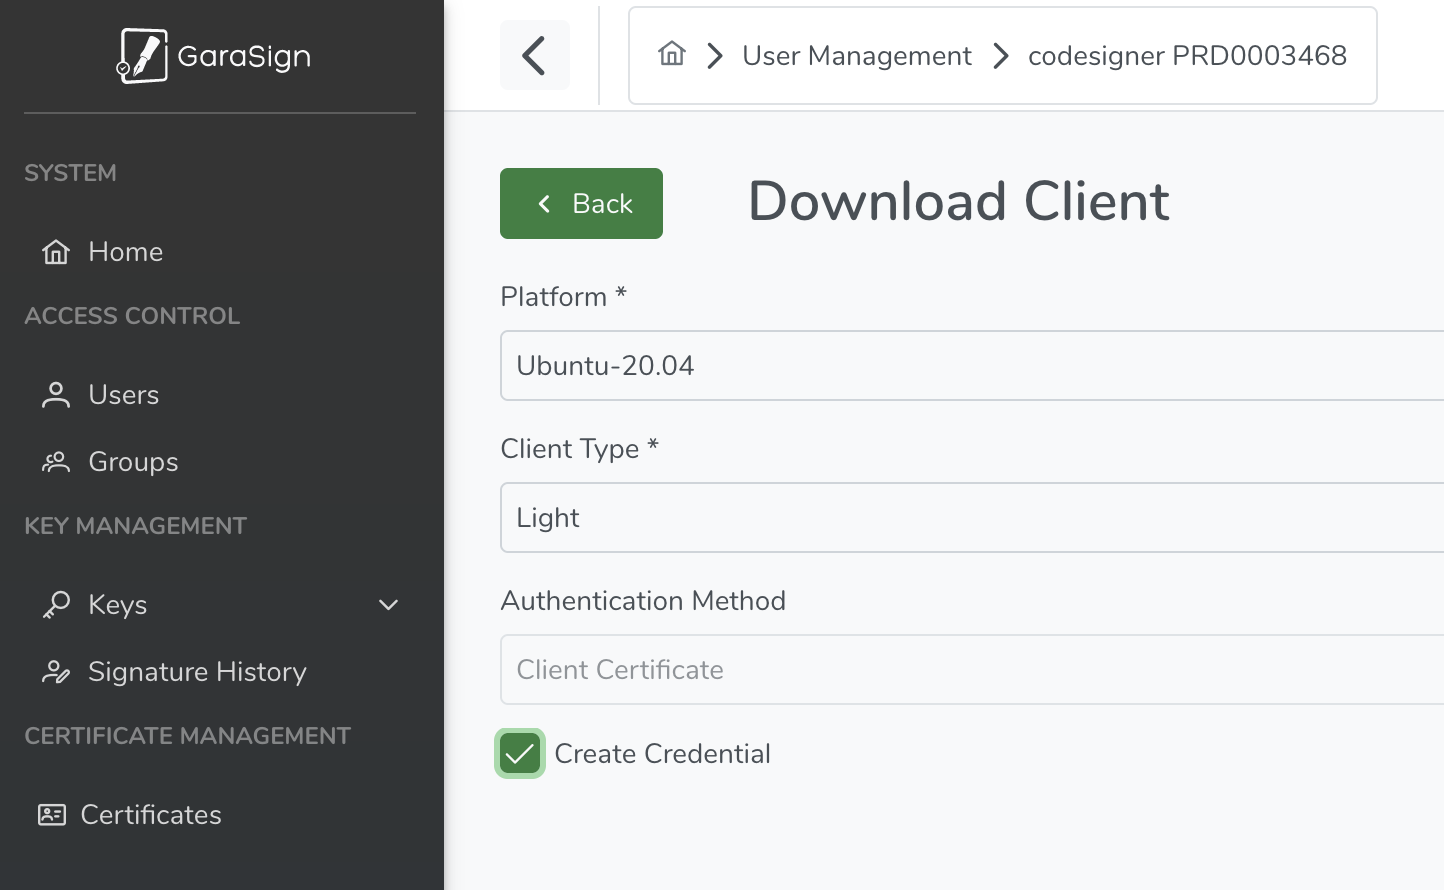 GaraSign
SYSTEM
Home
ACCESS CONTROL
Users
Groups
KEY MANAGEMENT
Keys
Signature History
CERTIFICATE MANAGEMENT
Certificates
User Management codesigner PRD0003468
Back
Download Client
Platform *
Ubuntu-20.04
Client Type *
Light
Authentication Method
Client Certificate
Create Credential